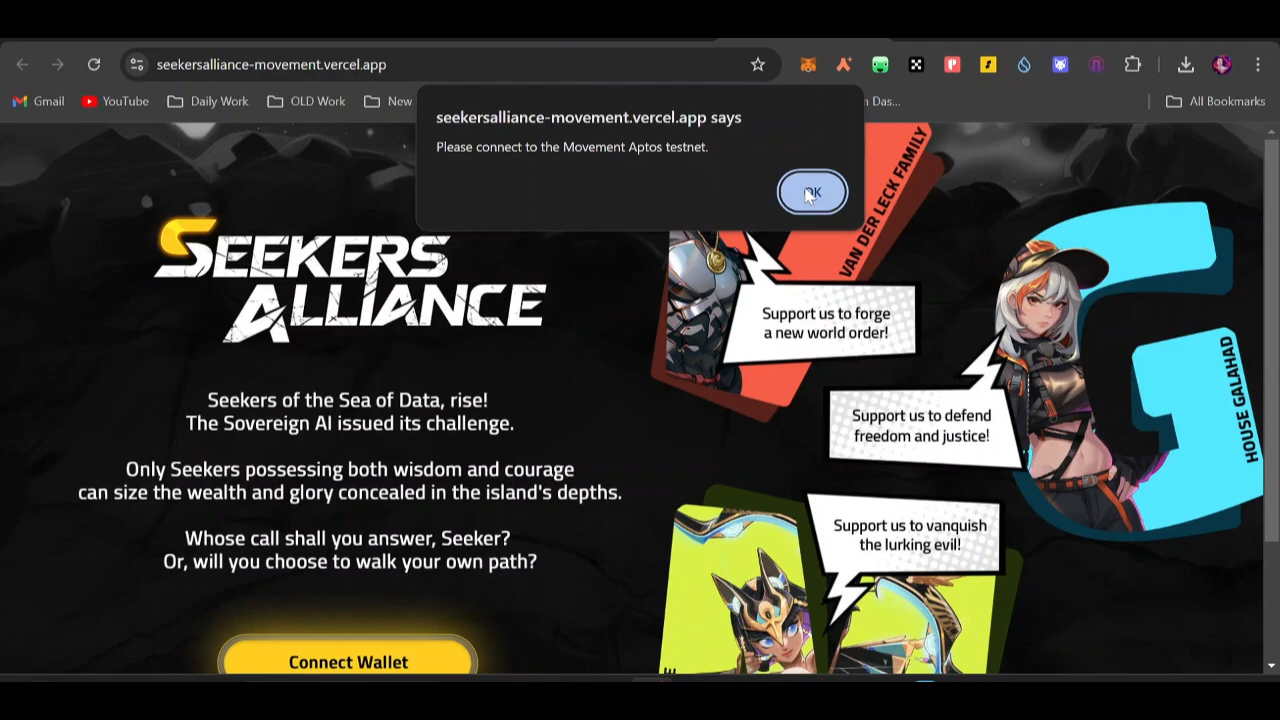 seekersalliance-movement.vercel.app
Gmail
YouTube
Daily Work
OLD Work
New
Das...
All Bookmarks
seekersalliance-movement.vercel.app says
Please connect to the Movement Aptos testnet.
OK
SEEKERS
ALLIANCE
Seekers of the Sea of Data, rise!
The Sovereign AI issued its challenge.
Only Seekers possessing both wisdom and courage
can size the wealth and glory concealed in the island's depths.
Whose call shall you answer, Seeker?
Or, will you choose to walk your own path?
Connect Wallet
VAN DER LECK FAMILY
Support us to forge
a new world order!
HOUSE GALAHAD
Support us to defend
freedom and justice!
Support us to vanquish
the lurking evil!